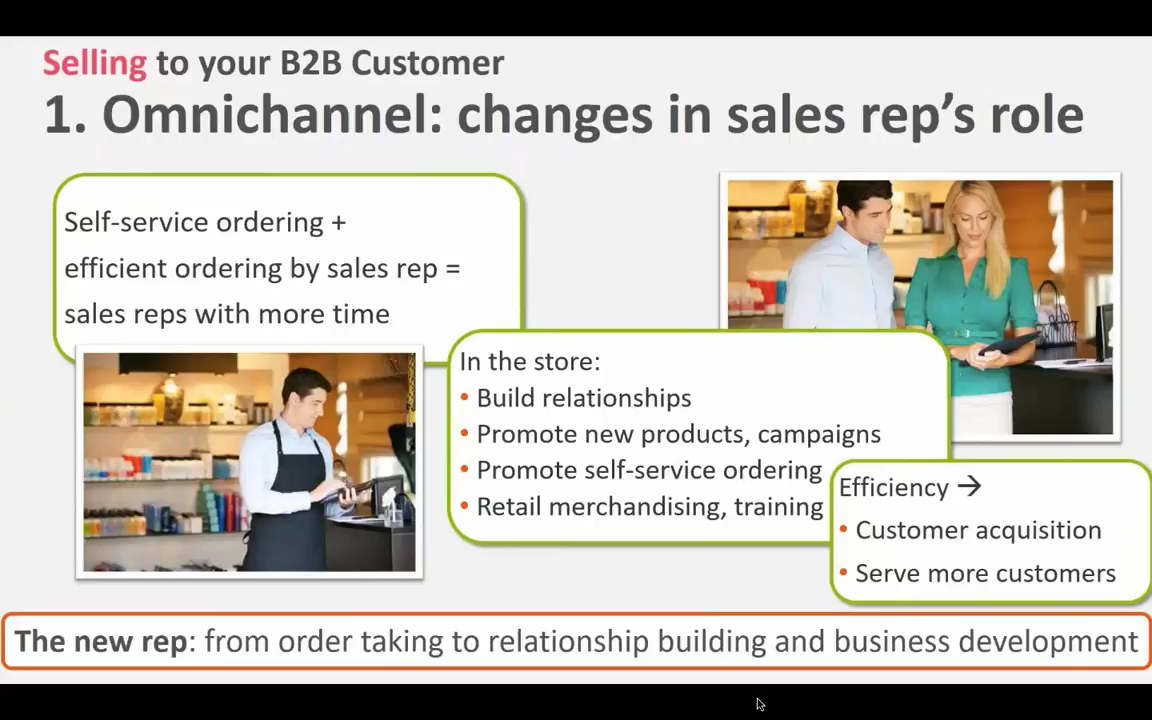 Selling to your B2B Customer
1. Omnichannel: changes in sales rep's role
Self-service ordering +
efficient ordering by sales rep =
sales reps with more time
In the store:
• Build relationships
• Promote new products, campaigns
• Promote self-service ordering
• Retail merchandising, training
Efficiency →
• Customer acquisition
• Serve more customers
The new rep: from order taking to relationship building and business development